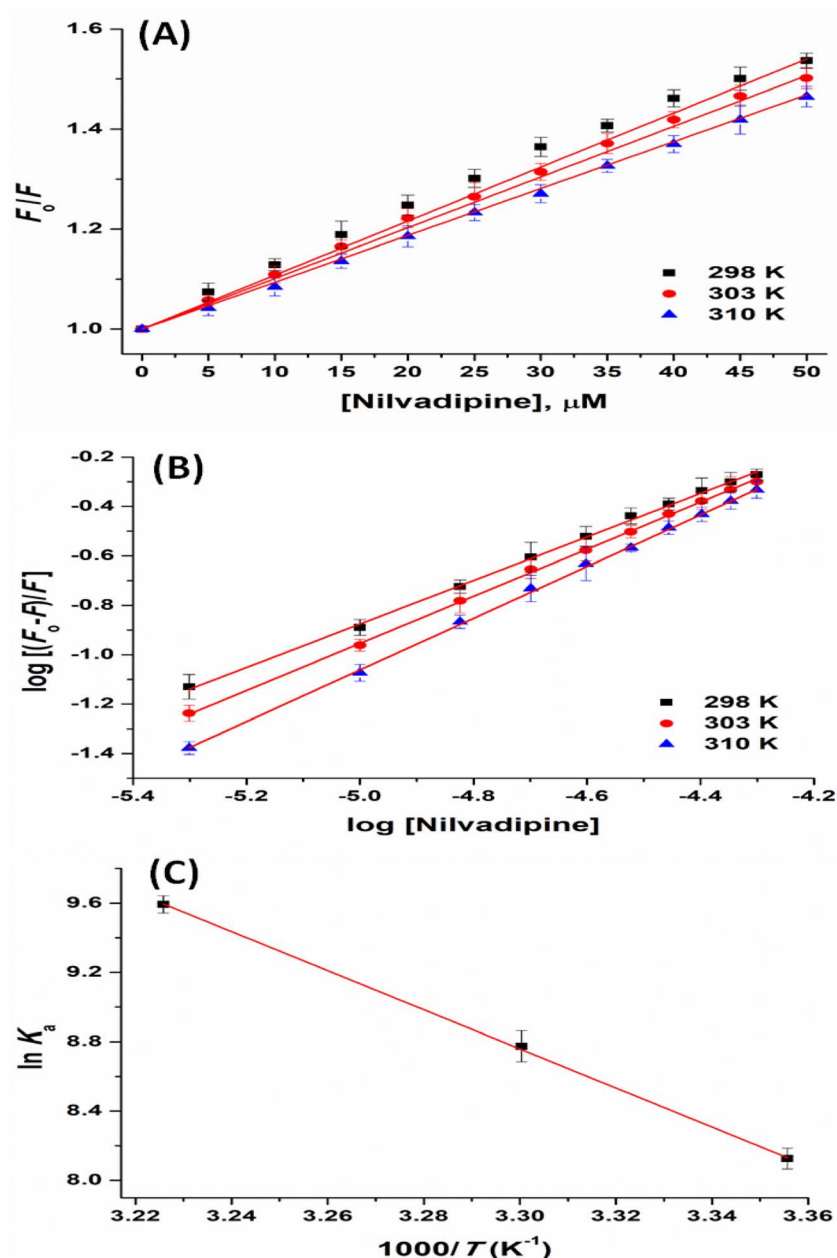 (A)
1.6
1.4
1.2
1.0
Fo/F
298 K
303 K
310 K
0 5 10 15 20 25 30 35 40 45 50
[Nilvadipine], μM
(B)
-0.2
-0.4
-0.6
-0.8
-1.0
-1.2
-1.4
log [(Fo-F)/F]
298 K
303 K
310 K
-5.4 -5.2 -5.0 -4.8 -4.6 -4.4 -4.2
log [Nilvadipine]
(C)
9.6
9.2
8.8
8.4
8.0
ln Ka
3.22 3.24 3.26 3.28 3.30 3.32 3.34 3.36
1000/T (K⁻¹)